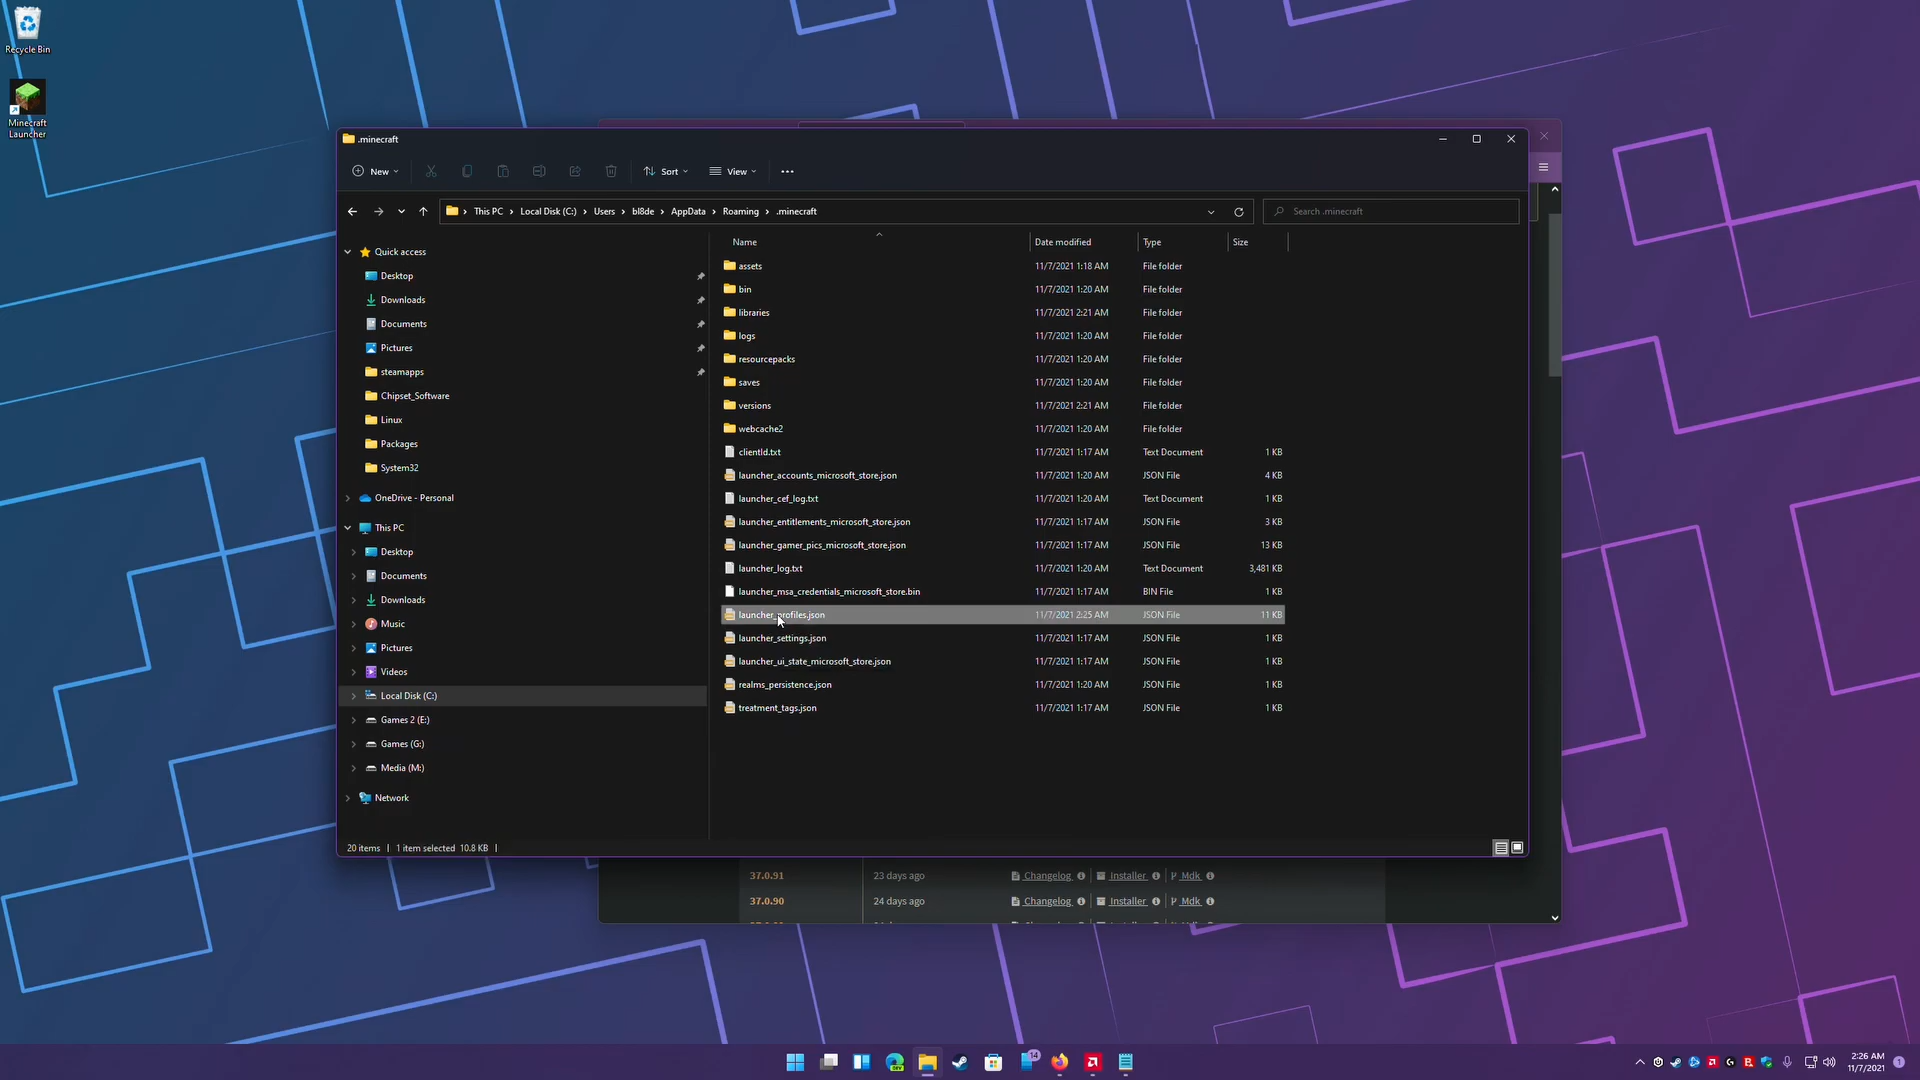 Recycle Bin
Minecraft
Launcher
.minecraft
New
Sort
View
This PC > Local Disk (C:) > Users > bl8de > AppData > Roaming > .minecraft
Search .minecraft
Name Date modified Type Size
Quick access
Desktop
Downloads
Documents
Pictures
steamapps
Chipset_Software
Linux
Packages
System32
OneDrive - Personal
This PC
Desktop
Documents
Downloads
Music
Pictures
Videos
Local Disk (C:)
Games 2 (E:)
Games (G:)
Media (M:)
Network
assets 11/7/2021 1:18 AM File folder
bin 11/7/2021 1:20 AM File folder
libraries 11/7/2021 2:21 AM File folder
logs 11/7/2021 1:20 AM File folder
resourcepacks 11/7/2021 1:20 AM File folder
saves 11/7/2021 1:20 AM File folder
versions 11/7/2021 2:21 AM File folder
webcache2 11/7/2021 1:20 AM File folder
clientId.txt 11/7/2021 1:17 AM Text Document 1 KB
launcher_accounts_microsoft_store.json 11/7/2021 1:20 AM JSON File 4 KB
launcher_cef_log.txt 11/7/2021 1:20 AM Text Document 1 KB
launcher_entitlements_microsoft_store.json 11/7/2021 1:17 AM JSON File 3 KB
launcher_gamer_pics_microsoft_store.json 11/7/2021 1:17 AM JSON File 13 KB
launcher_log.txt 11/7/2021 1:20 AM Text Document 3,481 KB
launcher_msa_credentials_microsoft_store.bin 11/7/2021 1:17 AM BIN File 1 KB
launcher_profiles.json 11/7/2021 2:25 AM JSON File 11 KB
launcher_settings.json 11/7/2021 1:17 AM JSON File 1 KB
launcher_ui_state_microsoft_store.json 11/7/2021 1:17 AM JSON File 1 KB
realms_persistence.json 11/7/2021 1:20 AM JSON File 1 KB
treatment_tags.json 11/7/2021 1:17 AM JSON File 1 KB
20 items | 1 item selected 10.8 KB |
37.0.91 23 days ago Changelog | Installer | Mdk
37.0.90 24 days ago Changelog | Installer | Mdk
DEV
14
2:26 AM
11/7/2021
1